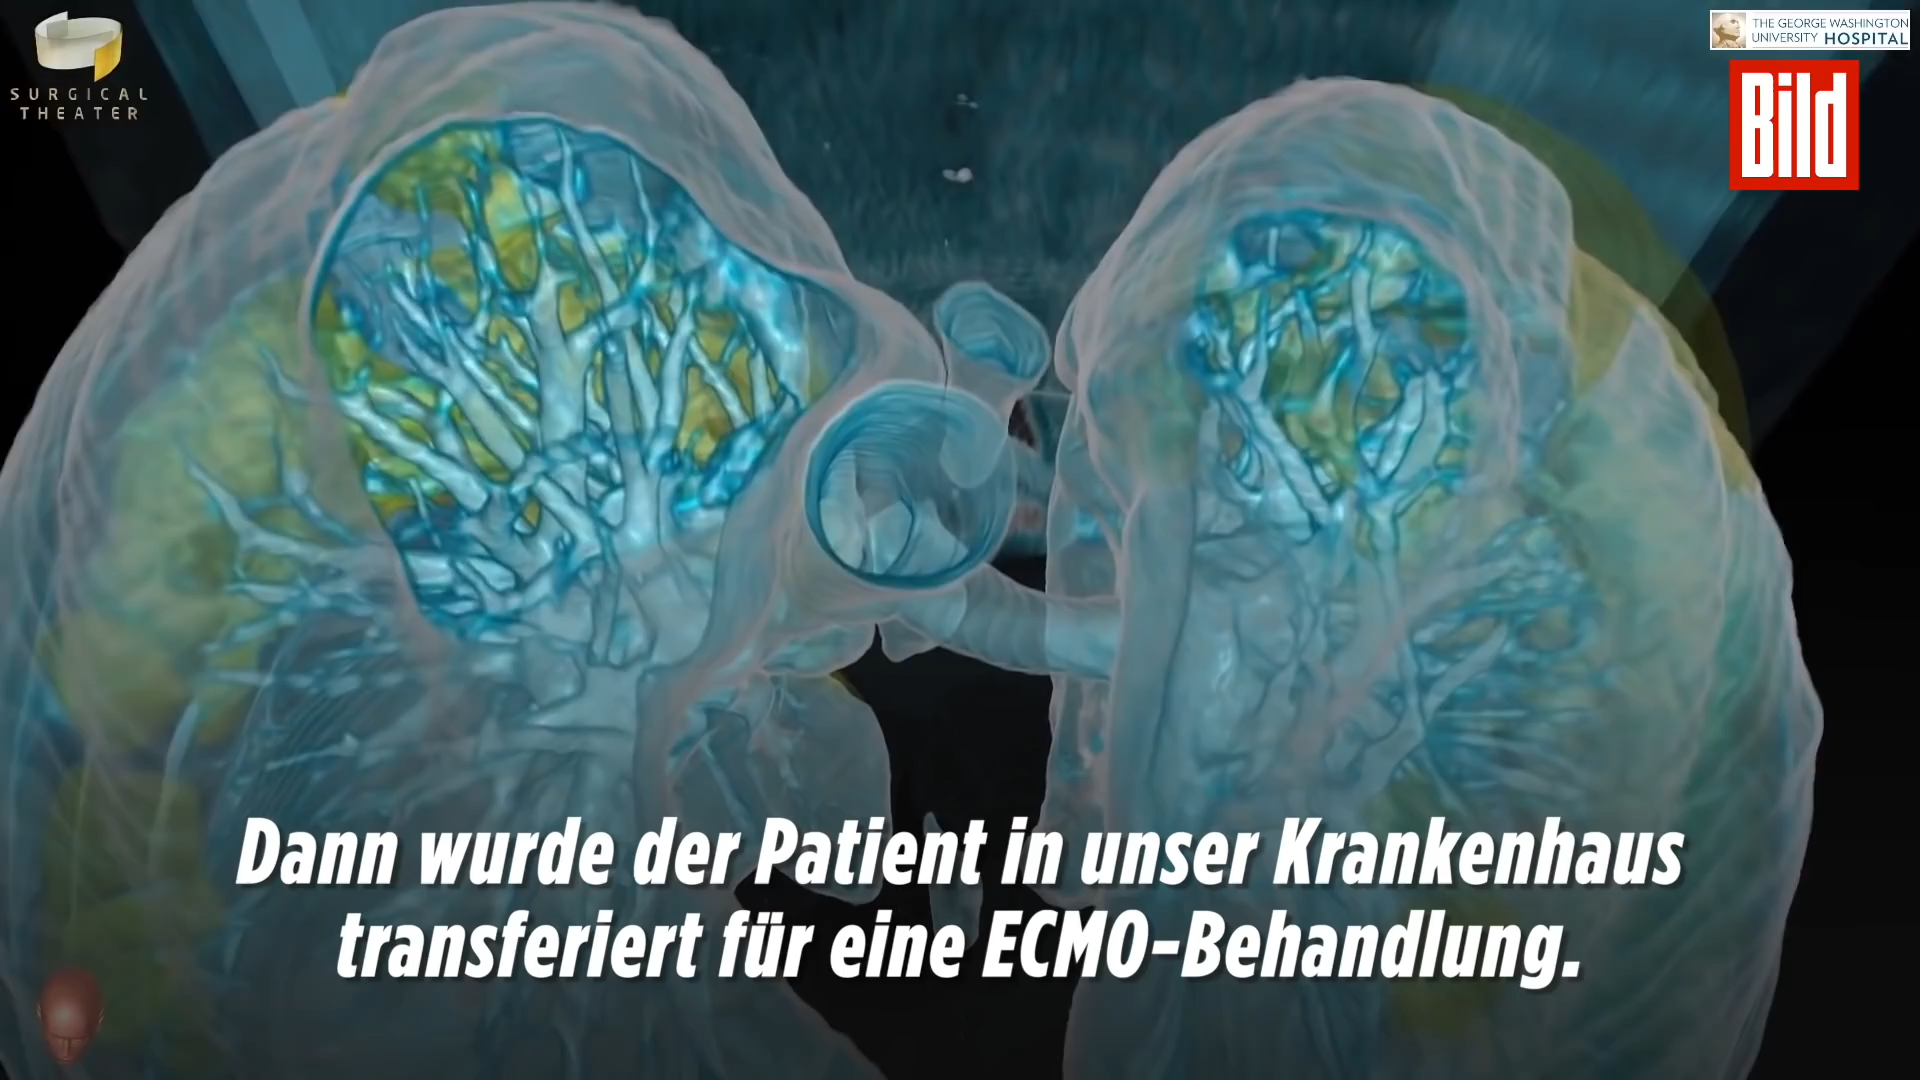 SURGICAL
THEATER
THE GEORGE WASHINGTON
UNIVERSITY HOSPITAL
Bild
Dann wurde der Patient in unser Krankenhaus
transferiert für eine ECMO-Behandlung.